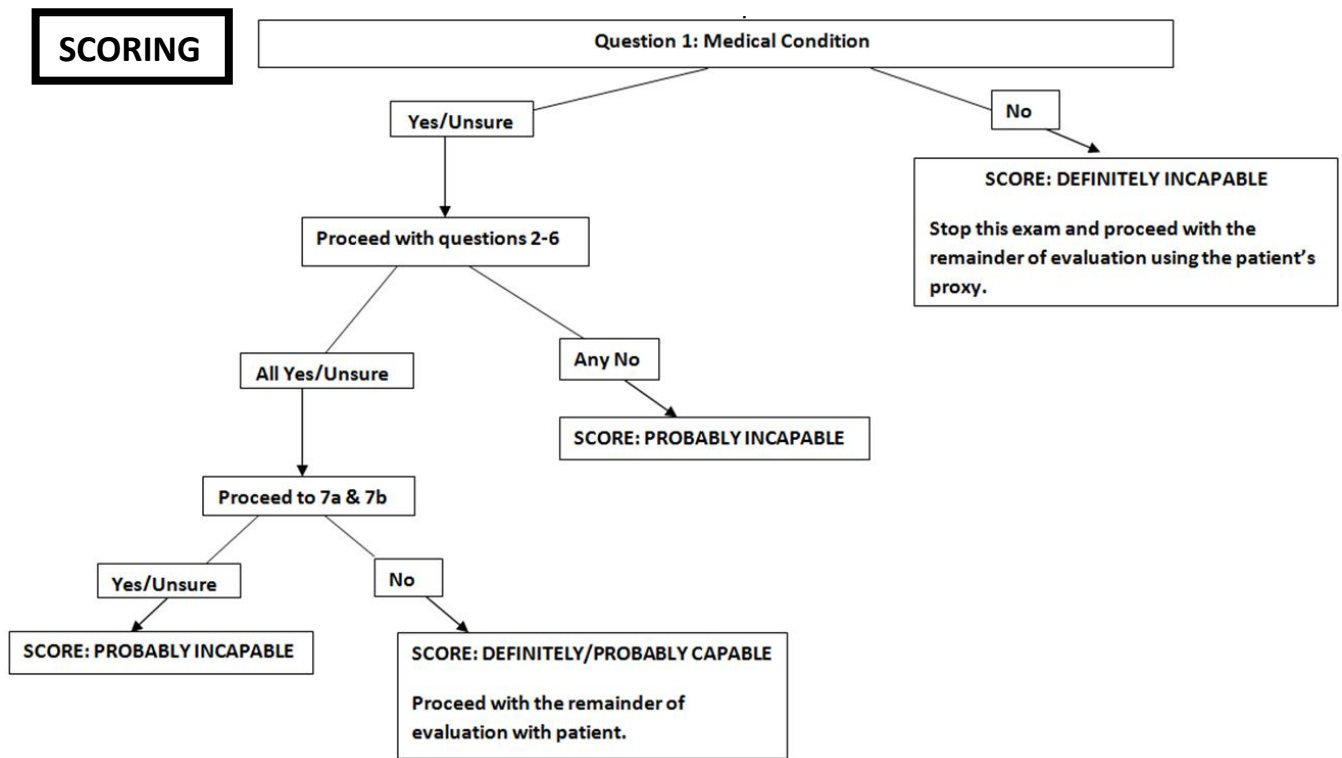 SCORING
Question 1: Medical Condition
Yes/Unsure
No
SCORE: DEFINITELY INCAPABLE
Stop this exam and proceed with the
remainder of evaluation using the patient's
proxy.
Proceed with questions 2-6
All Yes/Unsure
Any No
SCORE: PROBABLY INCAPABLE
Proceed to 7a & 7b
Yes/Unsure
No
SCORE: PROBABLY INCAPABLE
SCORE: DEFINITELY/PROBABLY CAPABLE
Proceed with the remainder of
evaluation with patient.